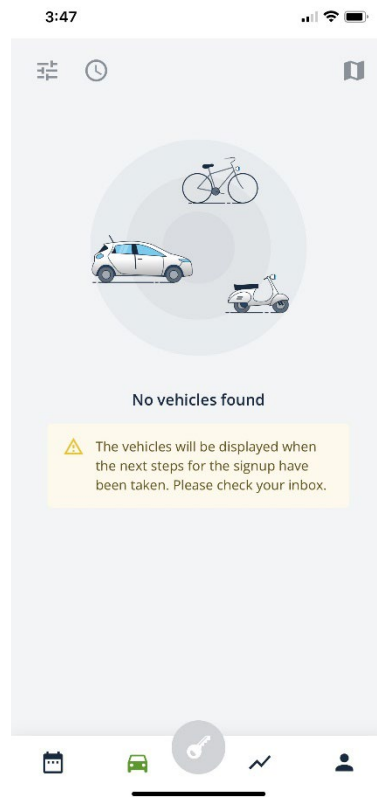 3:47
No vehicles found
The vehicles will be displayed when
the next steps for the signup have
been taken. Please check your inbox.